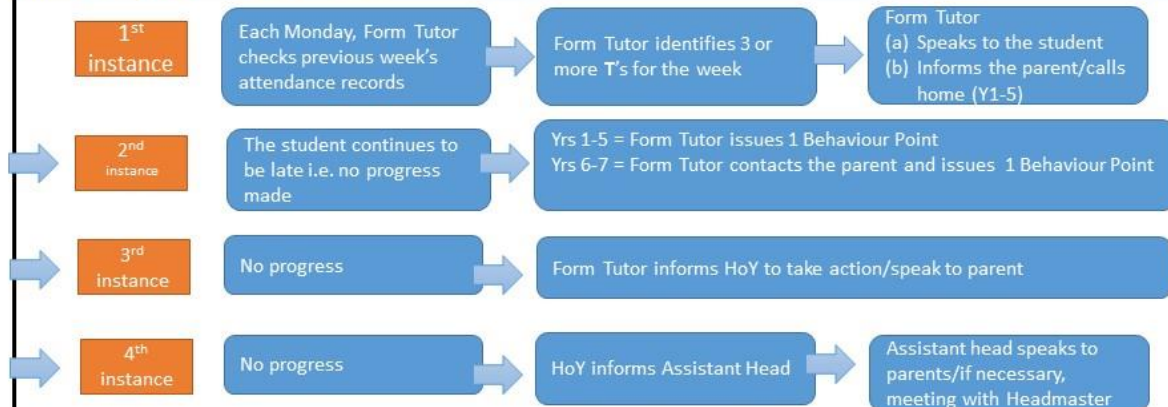 1st
instance
Each Monday, Form Tutor
checks previous week's
attendance records
Form Tutor identifies 3 or
more T's for the week
Form Tutor
(a) Speaks to the student
(b) Informs the parent/calls
home (Y1-5)
2nd
instance
The student continues to
be late i.e. no progress
made
Yrs 1-5 = Form Tutor issues 1 Behaviour Point
Yrs 6-7 = Form Tutor contacts the parent and issues 1 Behaviour Point
3rd
instance
No progress
Form Tutor informs HoY to take action/speak to parent
4th
instance
No progress
HoY informs Assistant Head
Assistant head speaks to
parents/if necessary,
meeting with Headmaster